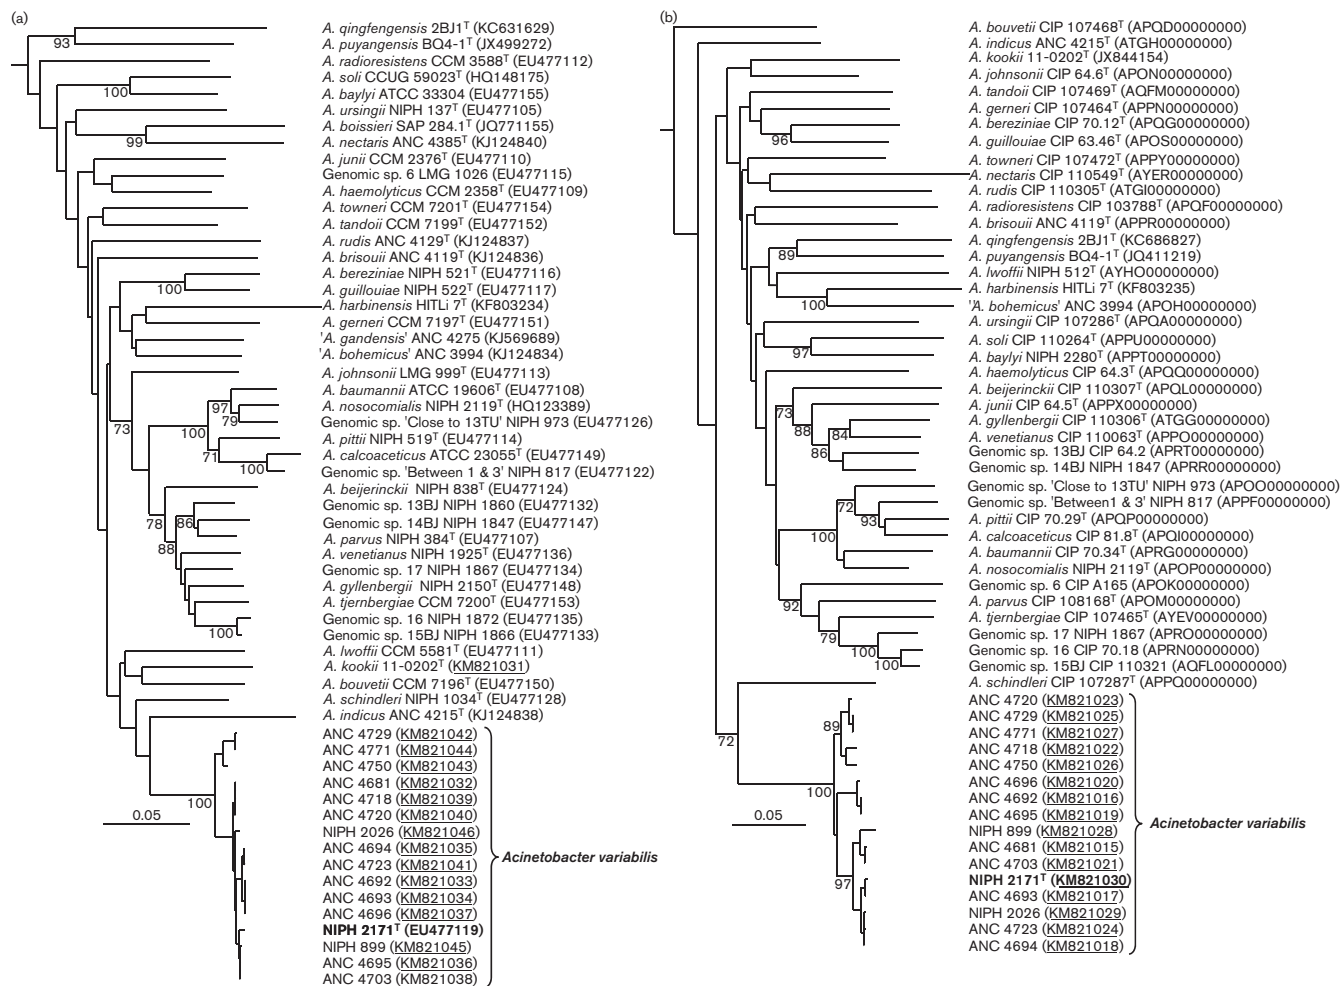 (a)
A. qingfengensis 2BJ1T (KC631629)
93
A. puyangensis BQ4-1T (JX499272)
A. radioresistens CCM 3588T (EU477112)
A. soli CCUG 59023T (HQ148175)
100
A. baylyi ATCC 33304 (EU477155)
A. ursingii NIPH 137T (EU477105)
A. boissieri SAP 284.1T (JQ771155)
99
A. nectaris ANC 4385T (KJ124840)
A. junii CCM 2376T (EU477110)
Genomic sp. 6 LMG 1026 (EU477115)
A. haemolyticus CCM 2358T (EU477109)
A. towneri CCM 7201T (EU477154)
A. tandoii CCM 7199T (EU477152)
A. rudis ANC 4129T (KJ124837)
A. brisouii ANC 4119T (KJ124836)
A. bereziniae NIPH 521T (EU477116)
100
A. guillouiae NIPH 522T (EU477117)
A. harbinensis HITLi 7T (KF803234)
A. gerneri CCM 7197T (EU477151)
'A. gandensis' ANC 4275 (KJ569689)
'A. bohemicus' ANC 3994 (KJ124834)
A. johnsonii LMG 999T (EU477113)
A. baumannii ATCC 19606T (EU477108)
97
A. nosocomialis NIPH 2119T (HQ123389)
79
Genomic sp. 'Close to 13TU' NIPH 973 (EU477126)
73
100
A. pittii NIPH 519T (EU477114)
71
A. calcoaceticus ATCC 23055T (EU477149)
100
Genomic sp. 'Between 1 & 3' NIPH 817 (EU477122)
A. beijerinckii NIPH 838T (EU477124)
Genomic sp. 13BJ NIPH 1860 (EU477132)
78
86
Genomic sp. 14BJ NIPH 1847 (EU477147)
A. parvus NIPH 384T (EU477107)
88
A. venetianus NIPH 1925T (EU477136)
Genomic sp. 17 NIPH 1867 (EU477134)
A. gyllenbergii NIPH 2150T (EU477148)
A. tjernbergiae CCM 7200T (EU477153)
Genomic sp. 16 NIPH 1872 (EU477135)
100
Genomic sp. 15BJ NIPH 1866 (EU477133)
A. lwoffii CCM 5581T (EU477111)
A. kookii 11-0202T (KM821031)
A. bouvetii CCM 7196T (EU477150)
A. schindleri NIPH 1034T (EU477128)
A. indicus ANC 4215T (KJ124838)
ANC 4729 (KM821042)
ANC 4771 (KM821044)
ANC 4750 (KM821043)
ANC 4681 (KM821032)
100
ANC 4718 (KM821039)
0.05
ANC 4720 (KM821040)
NIPH 2026 (KM821046)
ANC 4694 (KM821035)
Acinetobacter variabilis
ANC 4723 (KM821041)
ANC 4692 (KM821033)
ANC 4693 (KM821034)
ANC 4696 (KM821037)
NIPH 2171T (EU477119)
NIPH 899 (KM821045)
ANC 4695 (KM821036)
ANC 4703 (KM821038)
(b)
A. bouvetii CIP 107468T (APQD00000000)
A. indicus ANC 4215T (ATGH00000000)
A. kookii 11-0202T (JX844154)
A. johnsonii CIP 64.6T (APON00000000)
A. tandoii CIP 107469T (AQFM00000000)
A. gerneri CIP 107464T (APPN00000000)
A. bereziniae CIP 70.12T (APQG00000000)
96
A. guillouiae CIP 63.46T (APOS00000000)
A. towneri CIP 107472T (APPY00000000)
A. nectaris CIP 110549T (AYER00000000)
A. rudis CIP 110305T (ATGI00000000)
A. radioresistens CIP 103788T (APQF00000000)
A. brisouii ANC 4119T (APPR00000000)
A. qingfengensis 2BJ1T (KC686827)
89
A. puyangensis BQ4-1T (JQ411219)
A. lwoffii NIPH 512T (AYHO00000000)
A. harbinensis HITLi 7T (KF803235)
100
'A. bohemicus' ANC 3994 (APOH00000000)
A. ursingii CIP 107286T (APQA00000000)
A. soli CIP 110264T (APPU00000000)
97
A. baylyi NIPH 2280T (APPT00000000)
A. haemolyticus CIP 64.3T (APQQ00000000)
A. beijerinckii CIP 110307T (APQL00000000)
73
A. junii CIP 64.5T (APPX00000000)
88
A. gyllenbergii CIP 110306T (ATGG00000000)
84
A. venetianus CIP 110063T (APPO00000000)
86
Genomic sp. 13BJ CIP 64.2 (APRT00000000)
Genomic sp. 14BJ NIPH 1847 (APRR00000000)
Genomic sp. 'Close to 13TU' NIPH 973 (APOO00000000)
72
Genomic sp. 'Between1 & 3' NIPH 817 (APPF00000000)
93
A. pittii CIP 70.29T (APQP00000000)
100
A. calcoaceticus CIP 81.8T (APQI00000000)
A. baumannii CIP 70.34T (APRG00000000)
A. nosocomialis NIPH 2119T (APOP00000000)
Genomic sp. 6 CIP A165 (APOK00000000)
92
A. parvus CIP 108168T (APOM00000000)
A. tjernbergiae CIP 107465T (AYEV00000000)
79
Genomic sp. 17 NIPH 1867 (APRO00000000)
100
Genomic sp. 16 CIP 70.18 (APRN00000000)
100
Genomic sp. 15BJ CIP 110321 (AQFL00000000)
A. schindleri CIP 107287T (APPQ00000000)
ANC 4720 (KM821023)
ANC 4729 (KM821025)
89
72
ANC 4771 (KM821027)
ANC 4718 (KM821022)
ANC 4750 (KM821026)
ANC 4696 (KM821020)
100
ANC 4692 (KM821016)
0.05
ANC 4695 (KM821019)
NIPH 899 (KM821028)
Acinetobacter variabilis
ANC 4681 (KM821015)
ANC 4703 (KM821021)
97
NIPH 2171T (KM821030)
ANC 4693 (KM821017)
NIPH 2026 (KM821029)
ANC 4723 (KM821024)
ANC 4694 (KM821018)